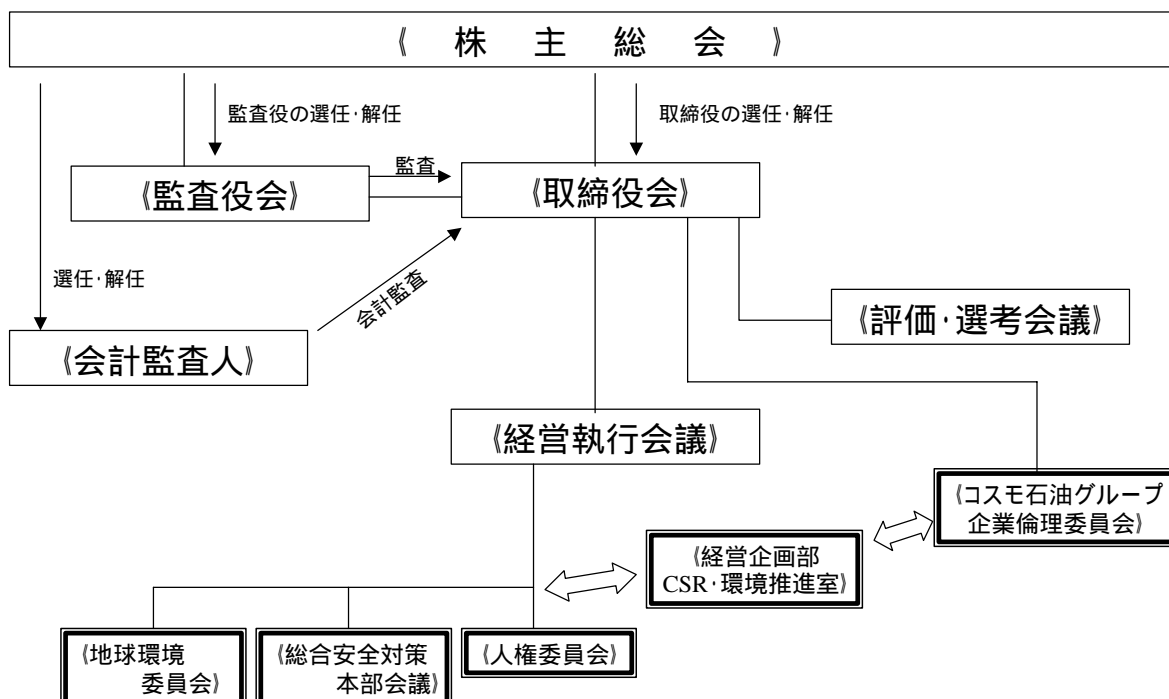 《 株 主 総 会 》
監査役の選任･解任
取締役の選任･解任
《監査役会》
監査
《取締役会》
選任･解任
会計監査
《評価･選考会議》
《会計監査人》
《経営執行会議》
《コスモ石油グループ
企業倫理委員会》
《経営企画部
CSR･環境推進室》
《地球環境
委員会》
《総合安全対策
本部会議》
《人権委員会》